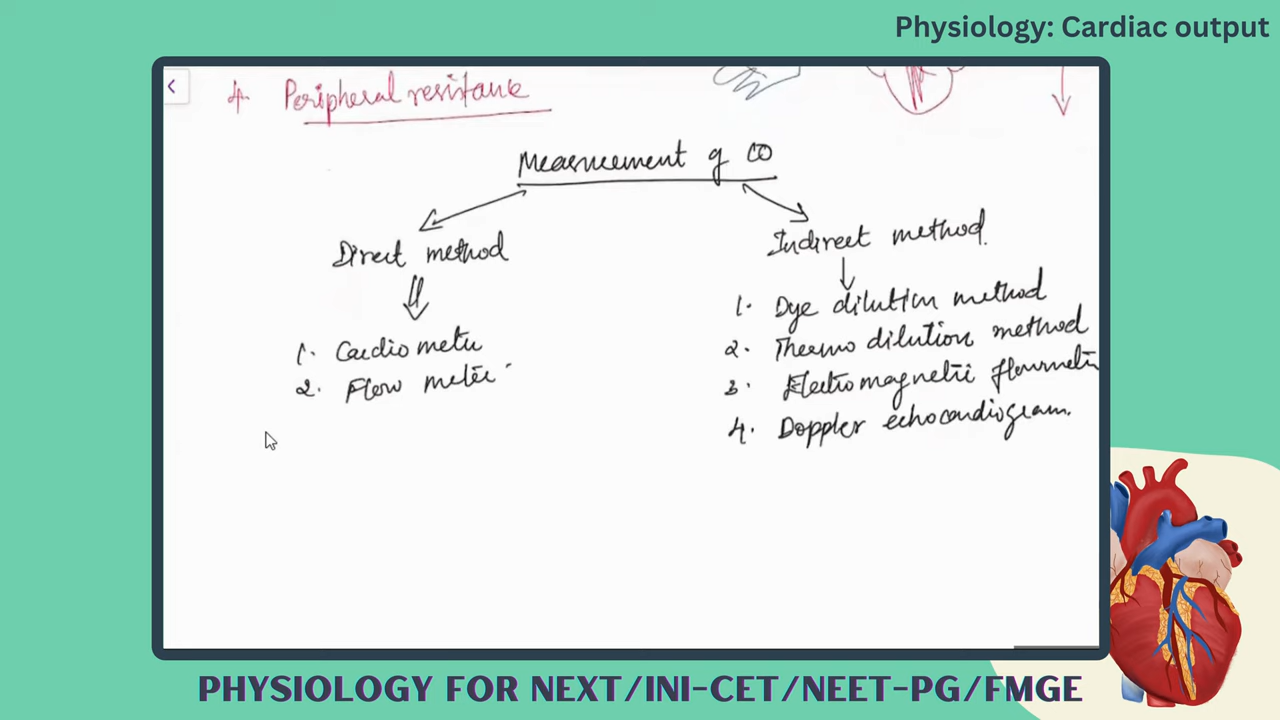 Physiology: Cardiac output
4. Peripheral resistance
Measurement of CO
Direct method
Indirect method.
1. Cardiometer
2. Flow meter
1. Dye dilution method
2. Thermo dilution method
3. Electromagnetic flowmetr
4. Doppler echocardiogram.
PHYSIOLOGY FOR NEXT/INI-CET/NEET-PG/FMGE